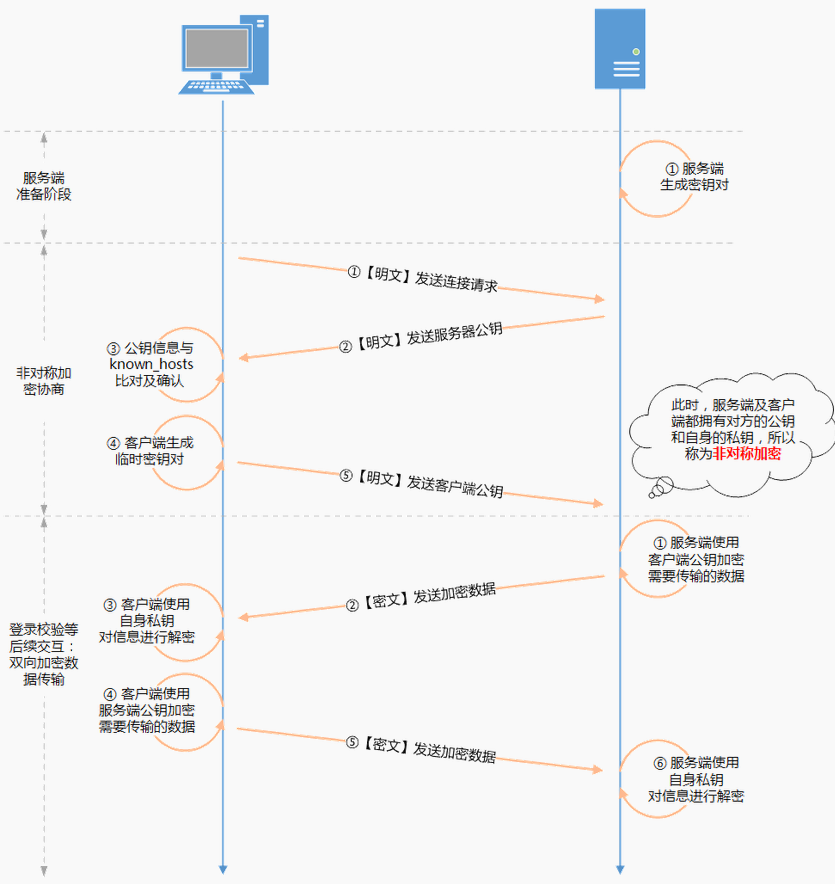 ① 服务端
生成密钥对
服务端
准备阶段
①【明文】发送连接请求
②【明文】发送服务器公钥
③ 公钥信息与
known_hosts
比对及确认
非对称加
密协商
④ 客户端生成
临时密钥对
⑤【明文】发送客户端公钥
此时，服务端及客户
端都拥有对方的公钥
和自身的私钥，所以
称为非对称加密
① 服务端使用
客户端公钥加密
需要传输的数据
②【密文】发送加密数据
③ 客户端使用
自身私钥
对信息进行解密
登录校验等
后续交互：
双向加密数
据传输
④ 客户端使用
服务端公钥加密
需要传输的数据
⑤【密文】发送加密数据
⑥ 服务端使用
自身私钥
对信息进行解密